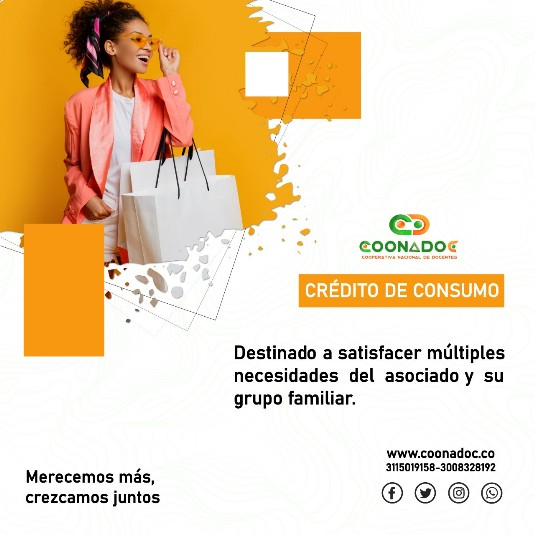 COONADOC
COOPERATIVA NACIONAL DE DOCENTES
CRÉDITO DE CONSUMO
Destinado a satisfacer múltiples
necesidades del asociado y su
grupo familiar.
www.coonadoc.co
3115019158-3008328192
Merecemos más,
crezcamos juntos